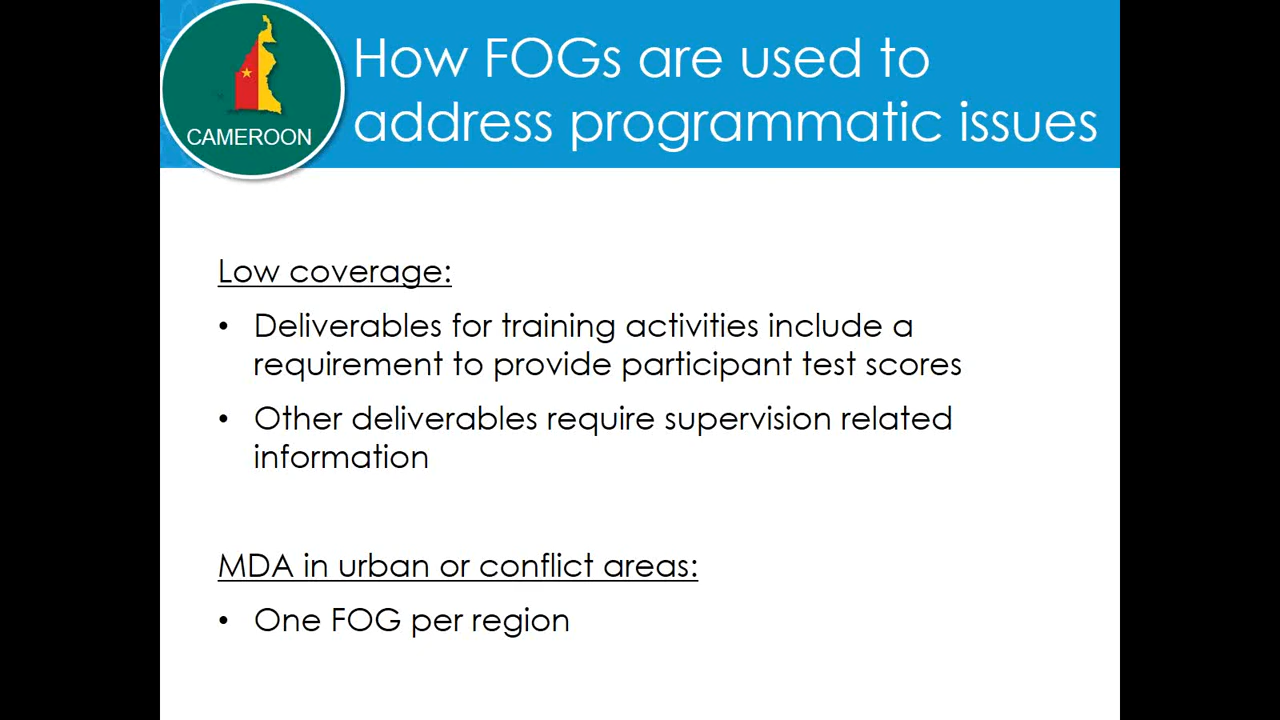 CAMEROON
How FOGs are used to
address programmatic issues
Low coverage:
• Deliverables for training activities include a
requirement to provide participant test scores
• Other deliverables require supervision related
information
MDA in urban or conflict areas:
• One FOG per region